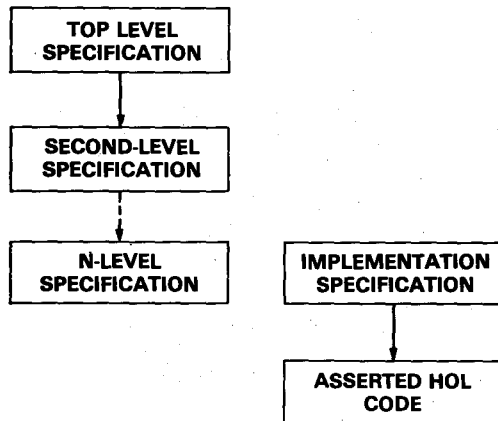 TOP LEVEL
SPECIFICATION
SECOND-LEVEL
SPECIFICATION
N-LEVEL
SPECIFICATION
IMPLEMENTATION
SPECIFICATION
ASSERTED HOL
CODE